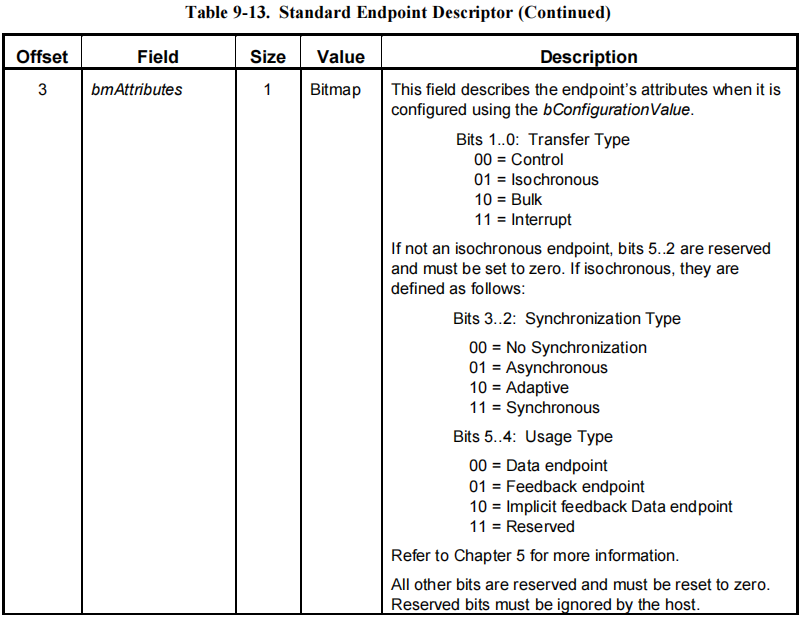 Table 9-13. Standard Endpoint Descriptor (Continued)
Offset Field Size Value Description
3 bmAttributes 1 Bitmap This field describes the endpoint’s attributes when it is
configured using the bConfigurationValue.
Bits 1..0: Transfer Type
00 = Control
01 = Isochronous
10 = Bulk
11 = Interrupt
If not an isochronous endpoint, bits 5..2 are reserved
and must be set to zero. If isochronous, they are
defined as follows:
Bits 3..2: Synchronization Type
00 = No Synchronization
01 = Asynchronous
10 = Adaptive
11 = Synchronous
Bits 5..4: Usage Type
00 = Data endpoint
01 = Feedback endpoint
10 = Implicit feedback Data endpoint
11 = Reserved
Refer to Chapter 5 for more information.
All other bits are reserved and must be reset to zero.
Reserved bits must be ignored by the host.